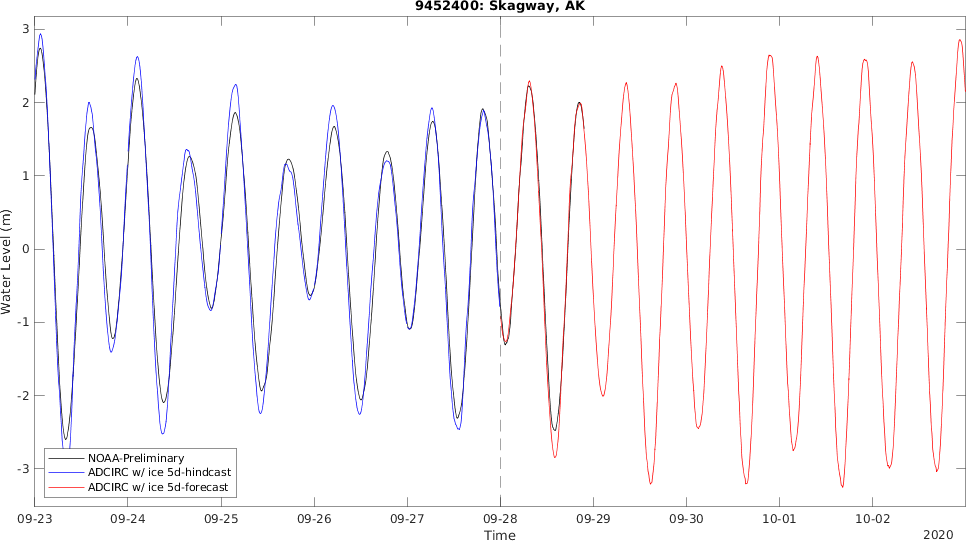 9452400: Skagway, AK
3
2
1
0
-1
-2
-3
Water Level (m)
NOAA-Preliminary
ADCIRC w/ ice 5d-hindcast
ADCIRC w/ ice 5d-forecast
09-23 09-24 09-25 09-26 09-27 09-28 09-29 09-30 10-01 10-02
Time
2020